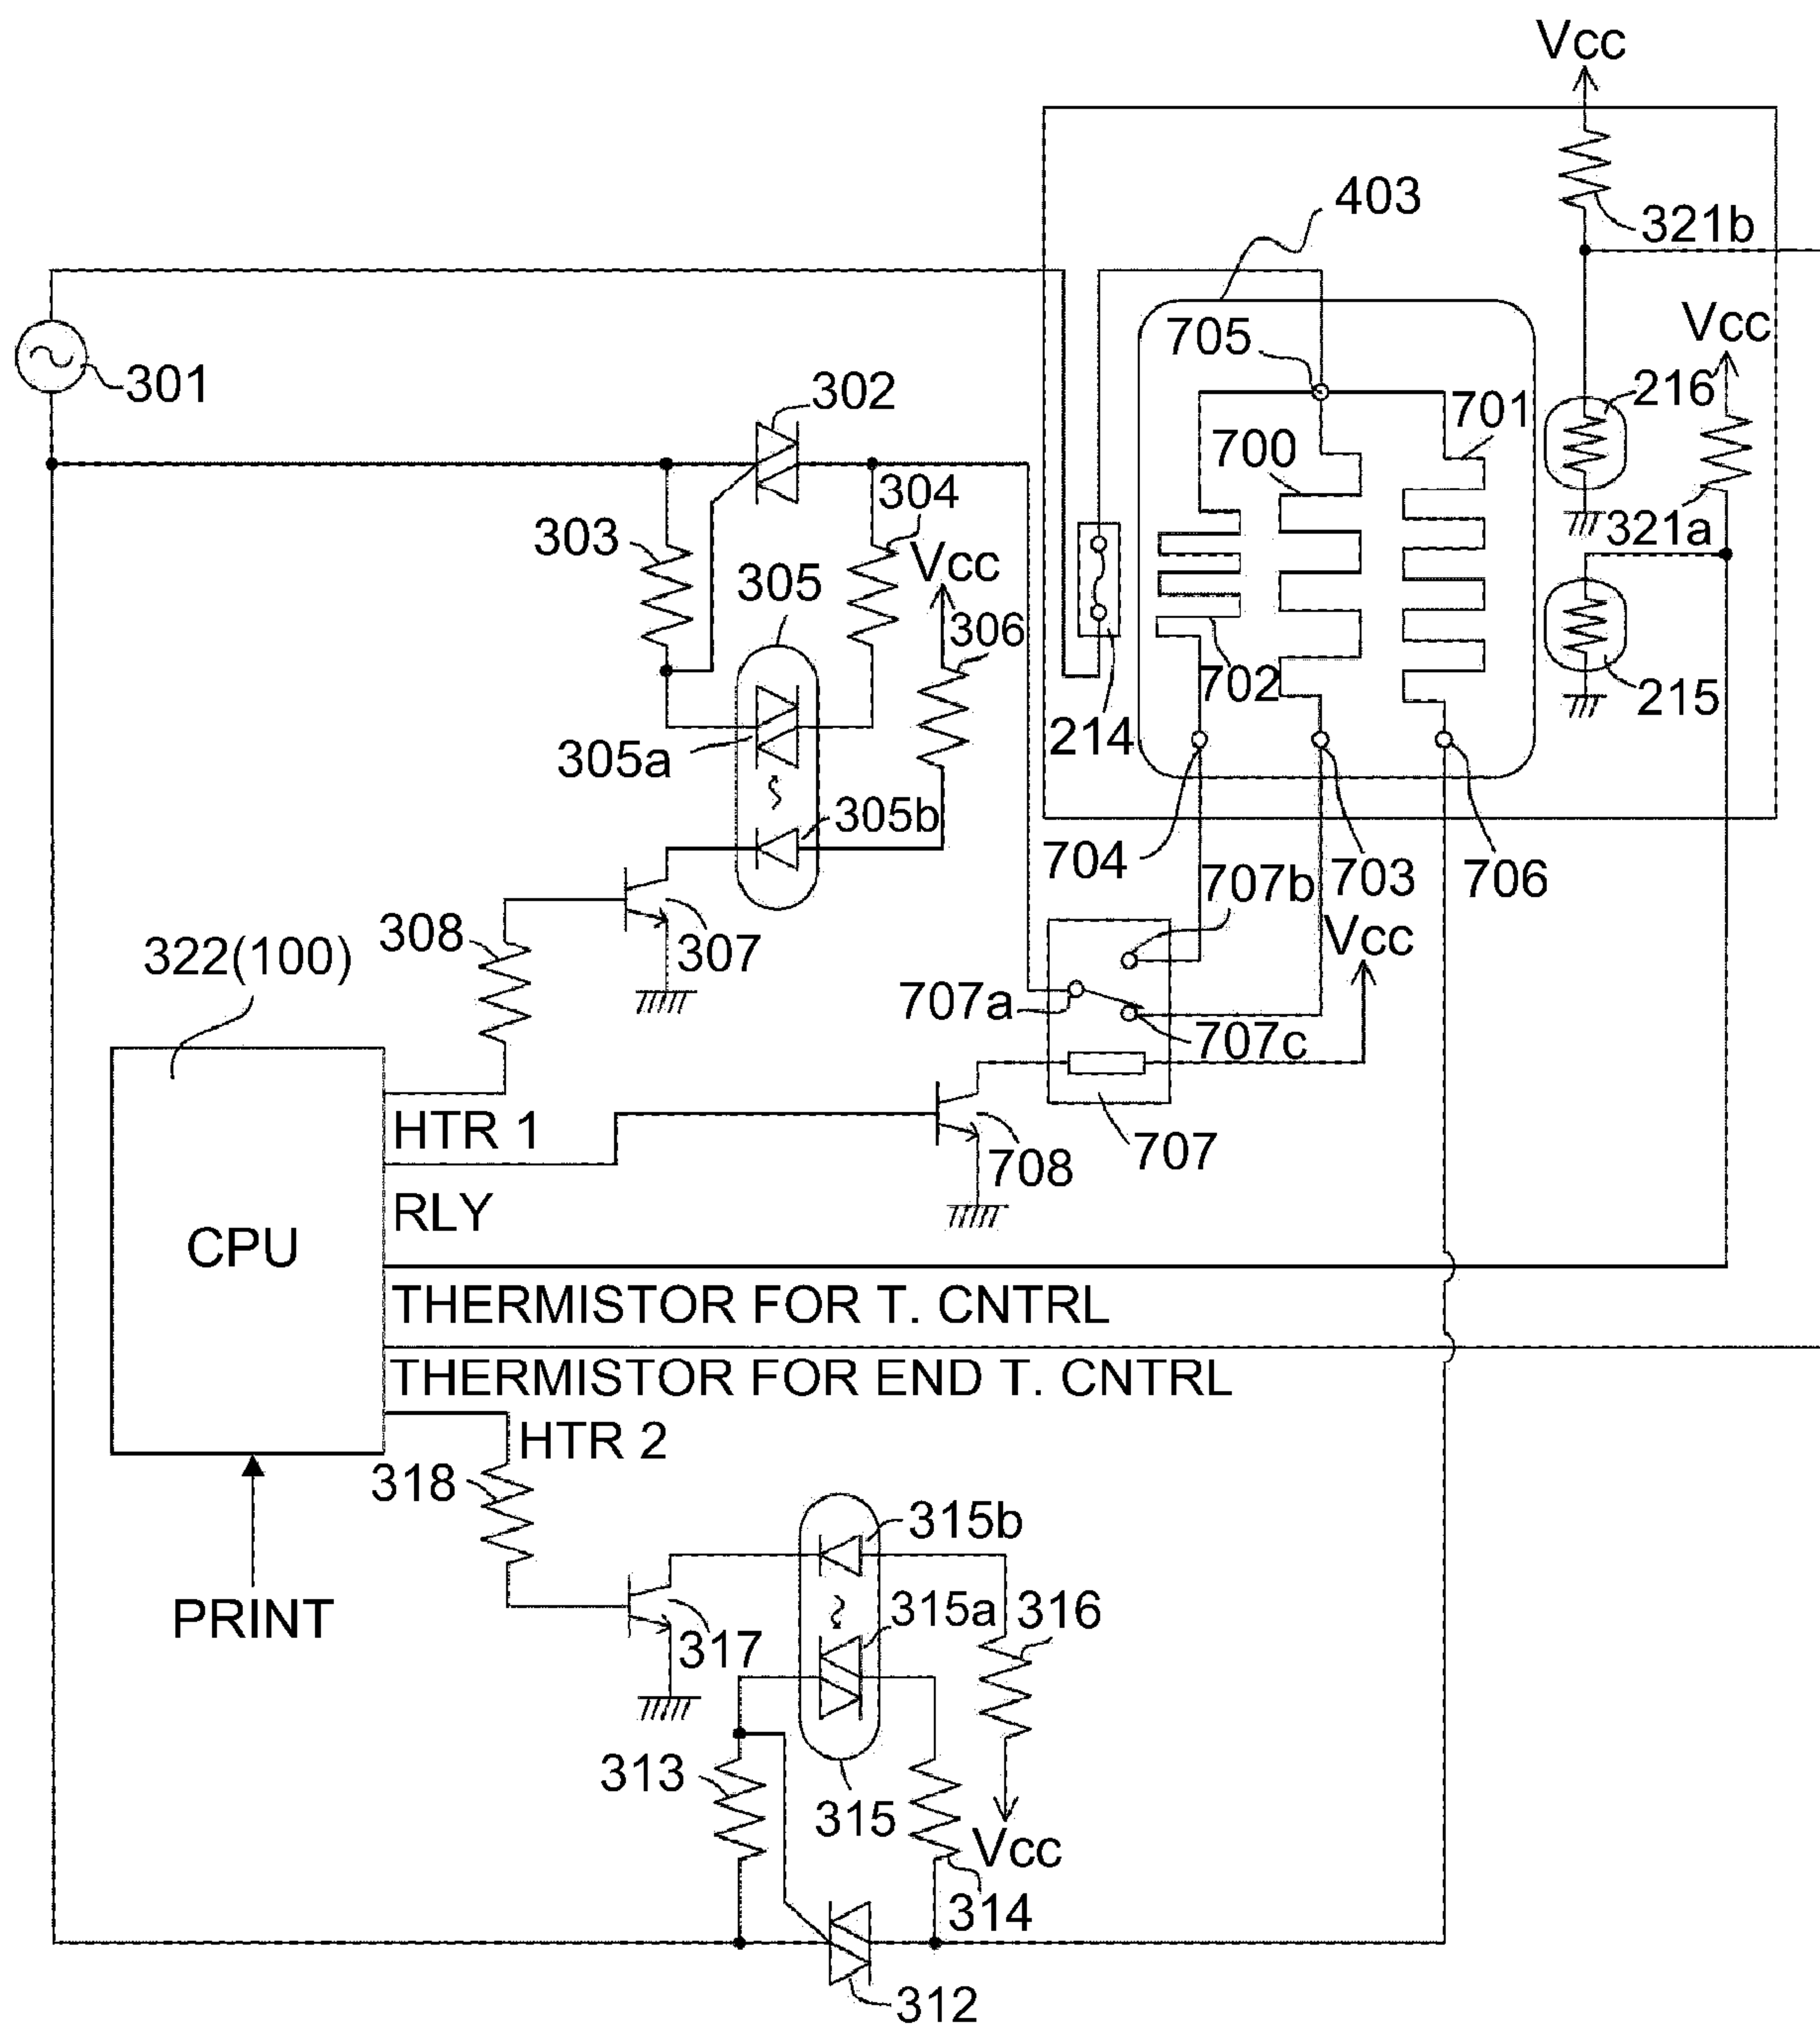 Vcc
403
321b
705
Vcc
301
302
216
701
700
304
303
321a
Vcc
305
306
702
215
214
305a
305b
704
703
706
707b
308
307
Vcc
322(100)
707a
707c
HTR 1
708
707
RLY
CPU
THERMISTOR FOR T. CNTRL
THERMISTOR FOR END T. CNTRL
HTR 2
318
315b
315a
316
PRINT
317
313
315
Vcc
314
312